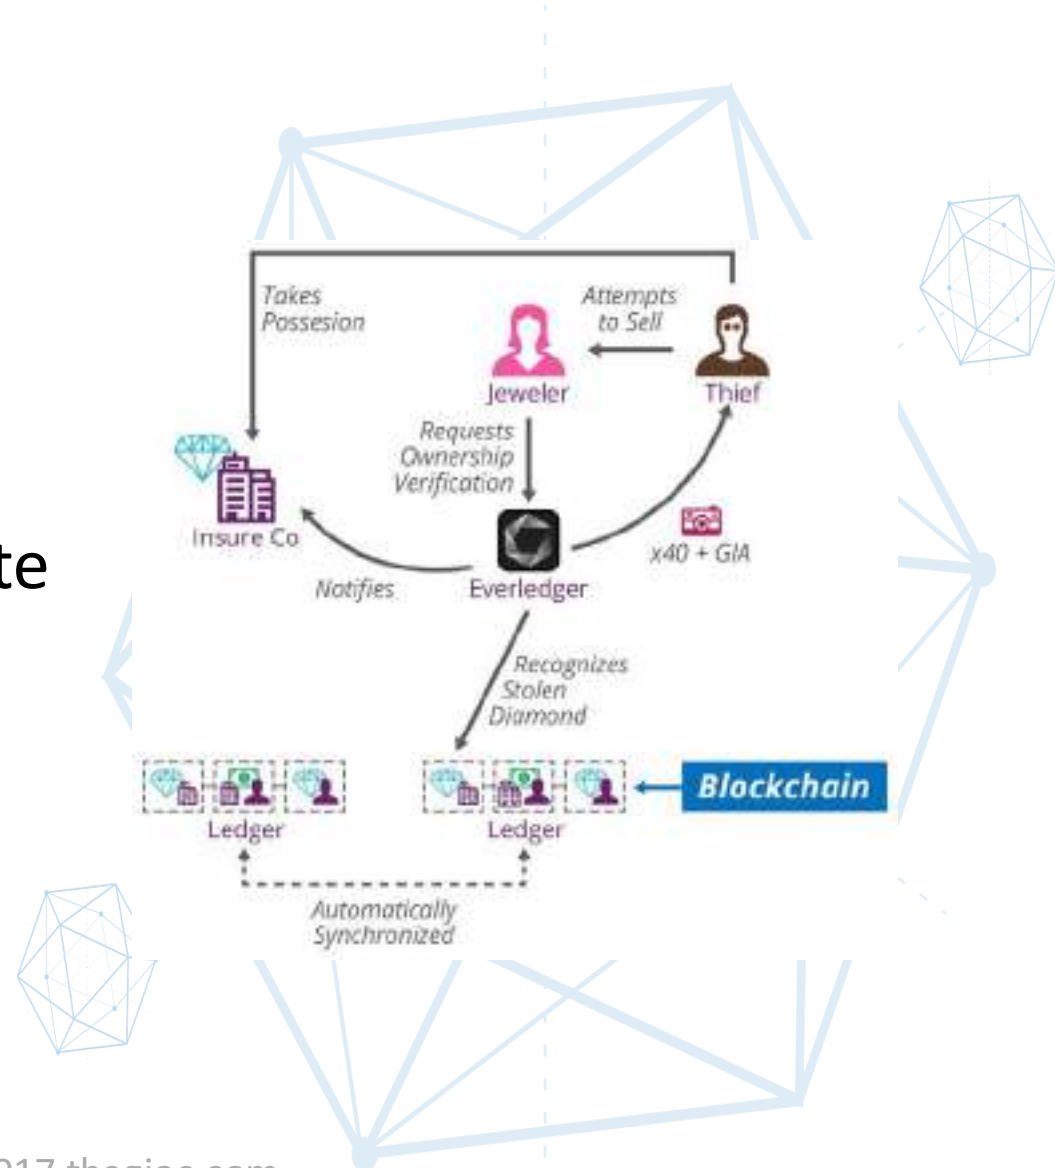 Takes
Possesion
Attempts
to Sell
Jeweler
Thief
Requests
Ownership
Verification
Insure Co
x40 + GIA
te
Notifies
Everledger
Recognizes
Stolen
Diamond
Blockchain
Ledger
Ledger
Automatically
Synchronized